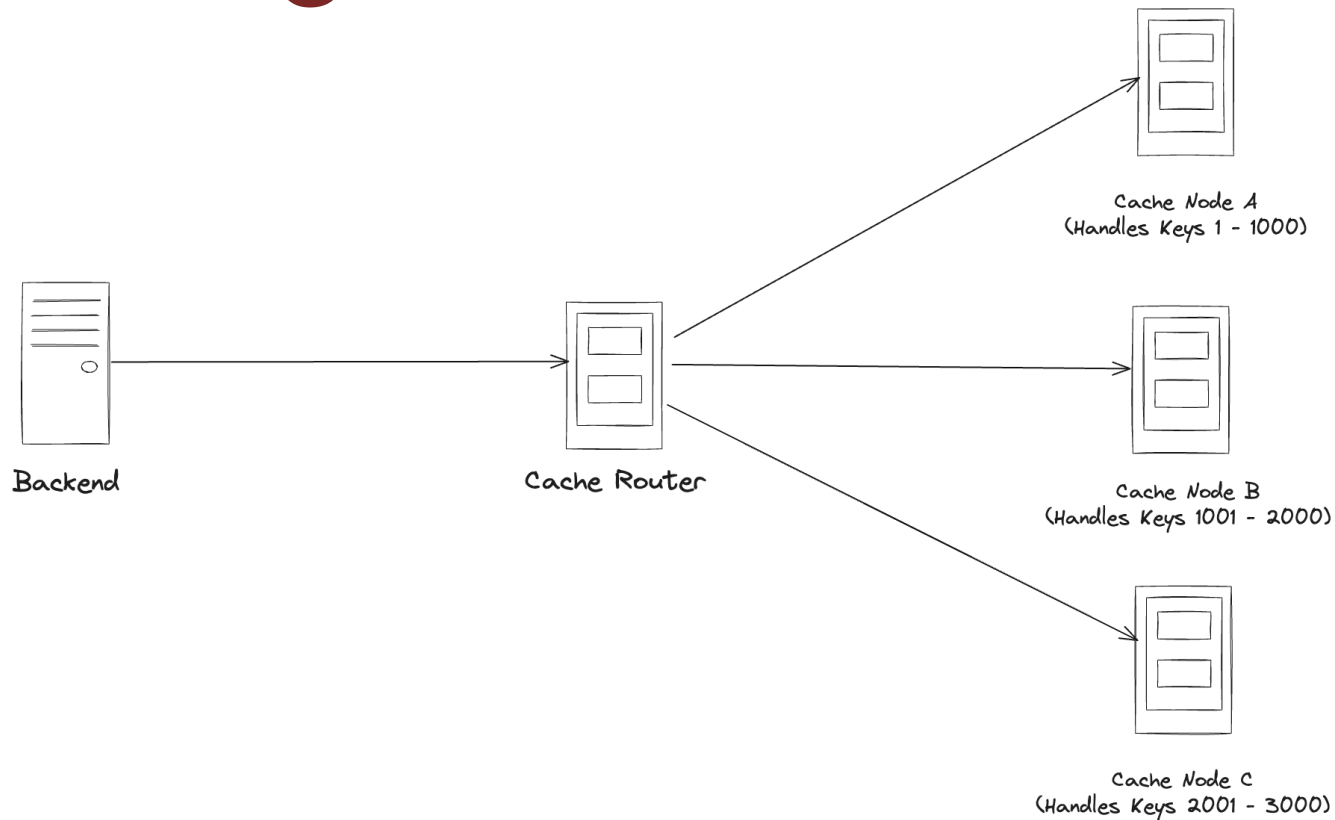 Backend
Cache Router
Cache Node A
(Handles Keys 1 - 1000)
Cache Node B
(Handles Keys 1001 - 2000)
Cache Node C
(Handles Keys 2001 - 3000)